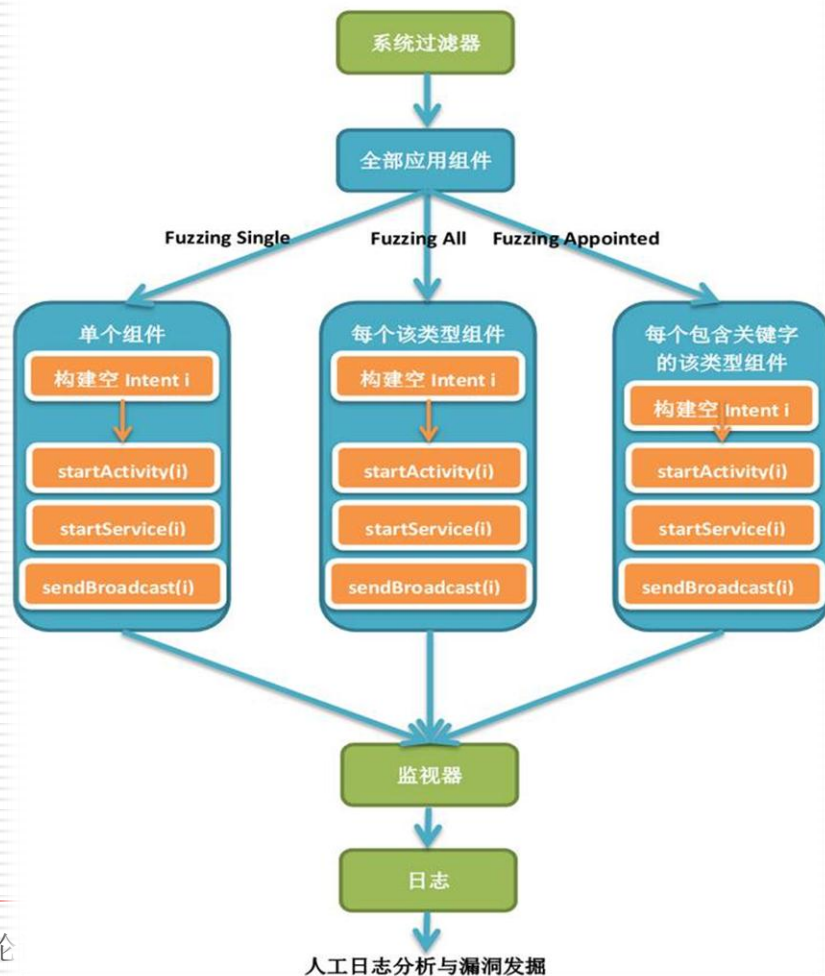 系统过滤器
全部应用组件
Fuzzing Single
Fuzzing All
Fuzzing Appointed
单个组件
构建空 Intent i
startActivity(i)
startService(i)
sendBroadcast(i)
每个该类型组件
构建空 Intent i
startActivity(i)
startService(i)
sendBroadcast(i)
每个包含关键字
的该类型组件
构建空 Intent i
startActivity(i)
startService(i)
sendBroadcast(i)
监视器
日志
论
人工日志分析与漏洞发掘